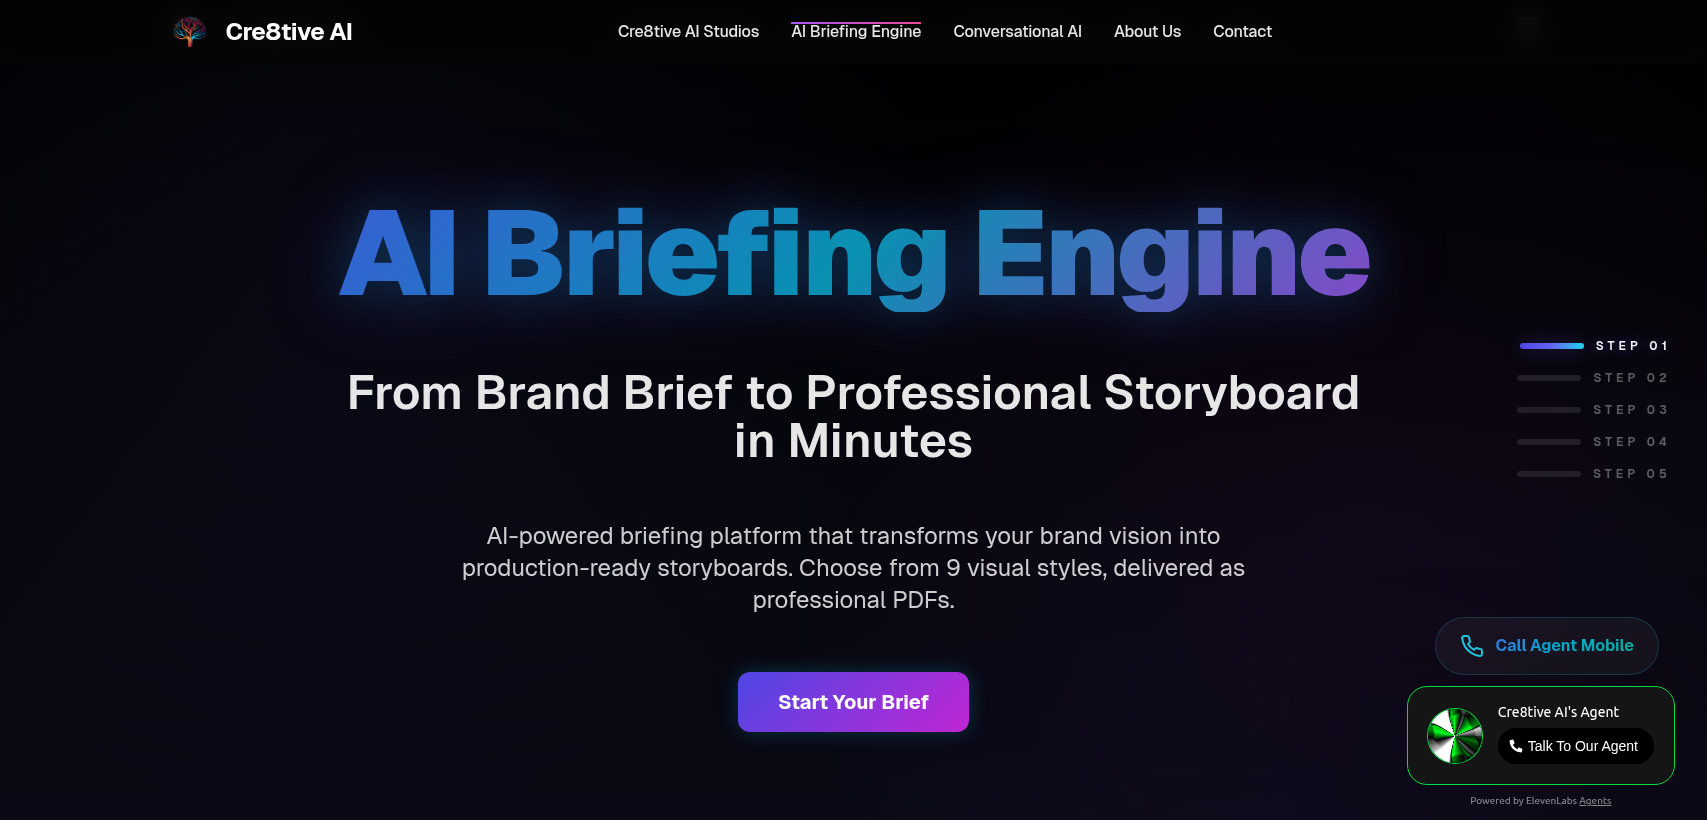 Cre8tive AI
Cre8tive AI Studios
AI Briefing Engine
Conversational AI
About Us
Contact
AI Briefing Engine
From Brand Brief to Professional Storyboard
in Minutes
AI-powered briefing platform that transforms your brand vision into
production-ready storyboards. Choose from 9 visual styles, delivered as
professional PDFs.
Start Your Brief
STEP 01
STEP 02
STEP 03
STEP 04
STEP 05
Call Agent Mobile
Cre8tive AI's Agent
Talk To Our Agent
Powered by ElevenLabs Agents